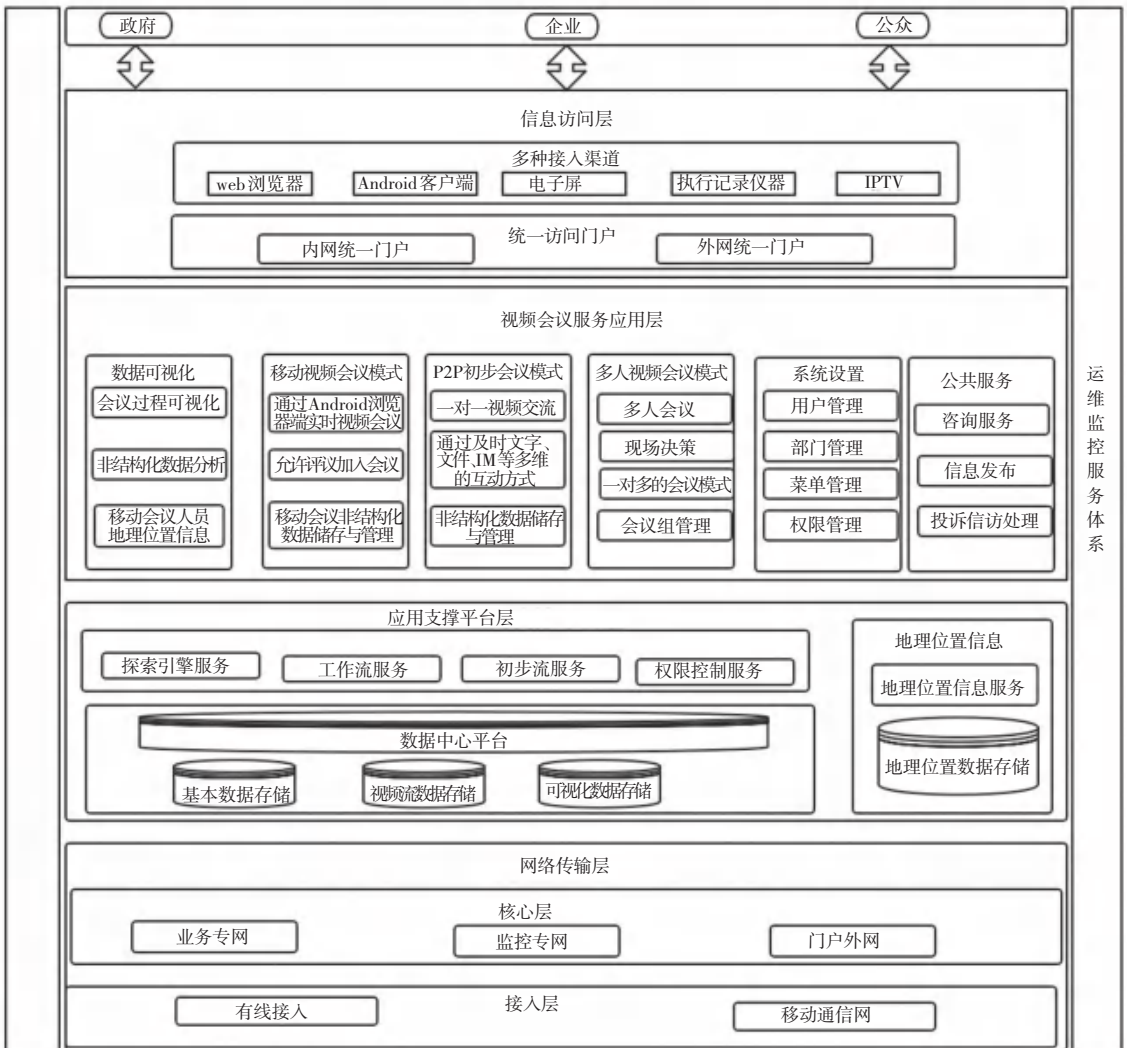 政府
企业
公众
信息访问层
多种接入渠道
web浏览器
Android客户端
电子屏
执行记录仪器
IPTV
统一访问门户
内网统一门户
外网统一门户
视频会议服务应用层
数据可视化
会议过程可视化
非结构化数据分析
移动会议人员
地理位置信息
移动视频会议模式
通过Android浏览
器端实时视频会议
允许评议加入会议
移动会议非结构化
数据储存与管理
P2P初步会议模式
一对一视频交流
通过及时文字、
文件、IM等多维
的互动方式
非结构化数据储存
与管理
多人视频会议模式
多人会议
现场决策
一对多的会议模式
会议组管理
系统设置
用户管理
部门管理
菜单管理
权限管理
公共服务
咨询服务
信息发布
投诉信访处理
应用支撑平台层
探索引擎服务
工作流服务
初步流服务
权限控制服务
数据中心平台
基本数据存储
视频流数据存储
可视化数据存储
地理位置信息
地理位置信息服务
地理位置数据存储
网络传输层
核心层
业务专网
监控专网
门户外网
接入层
有线接入
移动通信网
运维监控服务体系